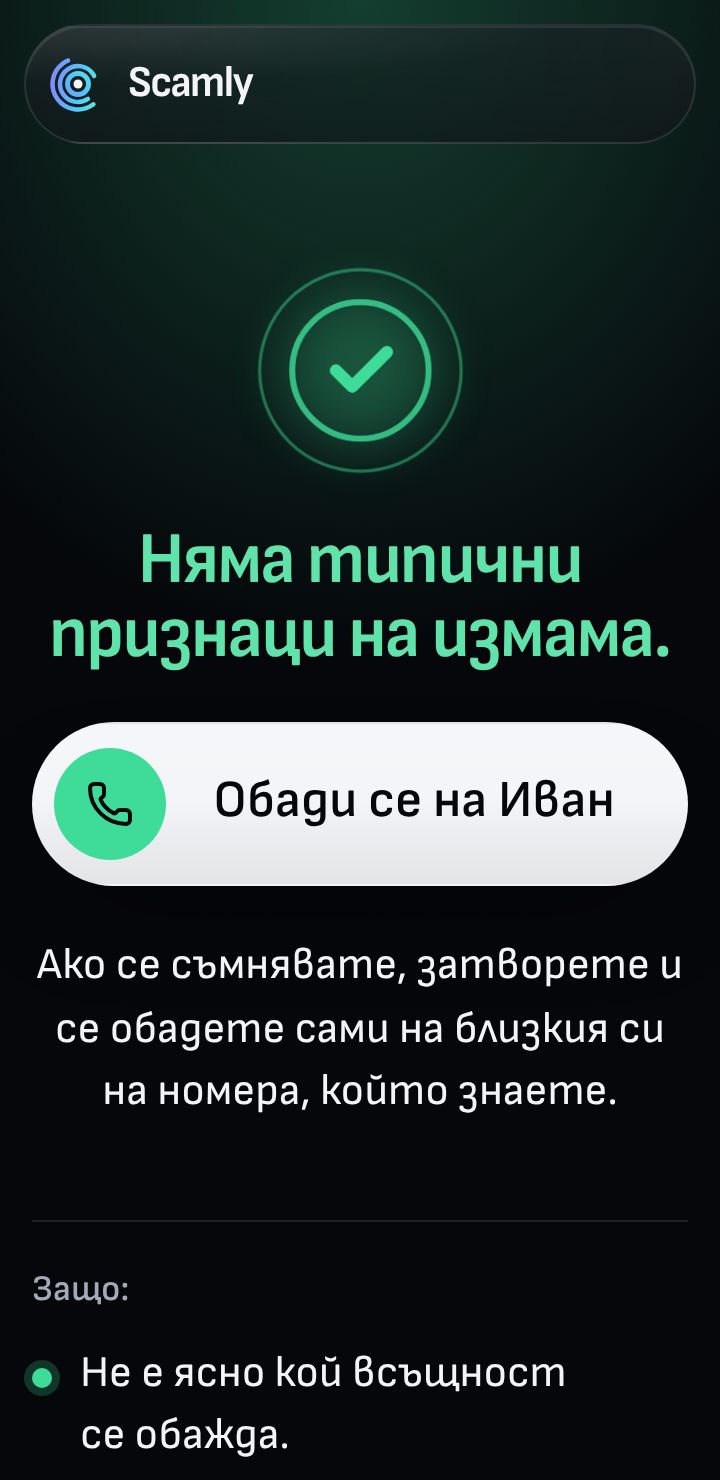 Scamly
Няма типични
признаци на измама.
Обади се на Иван
Ако се съмнявате, затворете и
се обадете сами на близкия си
на номера, който знаете.
Защо:
Не е ясно кой всъщност
се обажда.